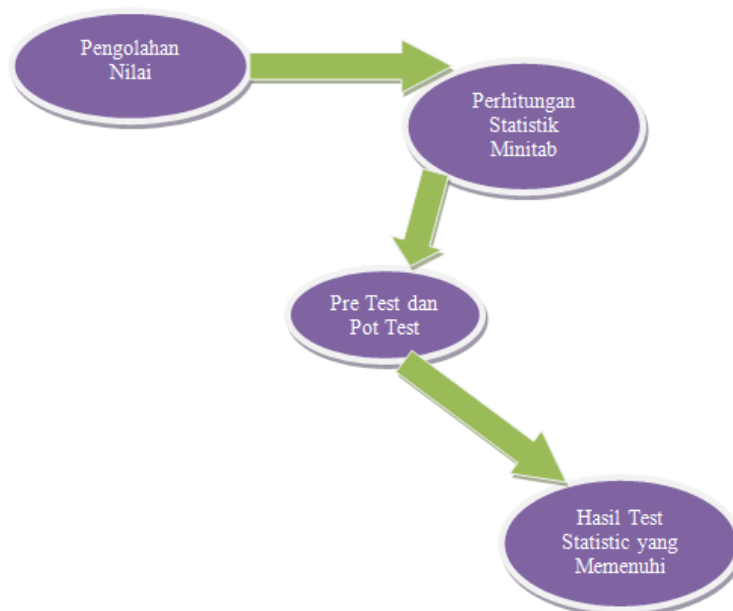 Pengolahan
Nilai
Perhitungan
Statistik
Minitab
Pre Test dan
Pot Test
Hasil Test
Statistic yang
Memenuhi